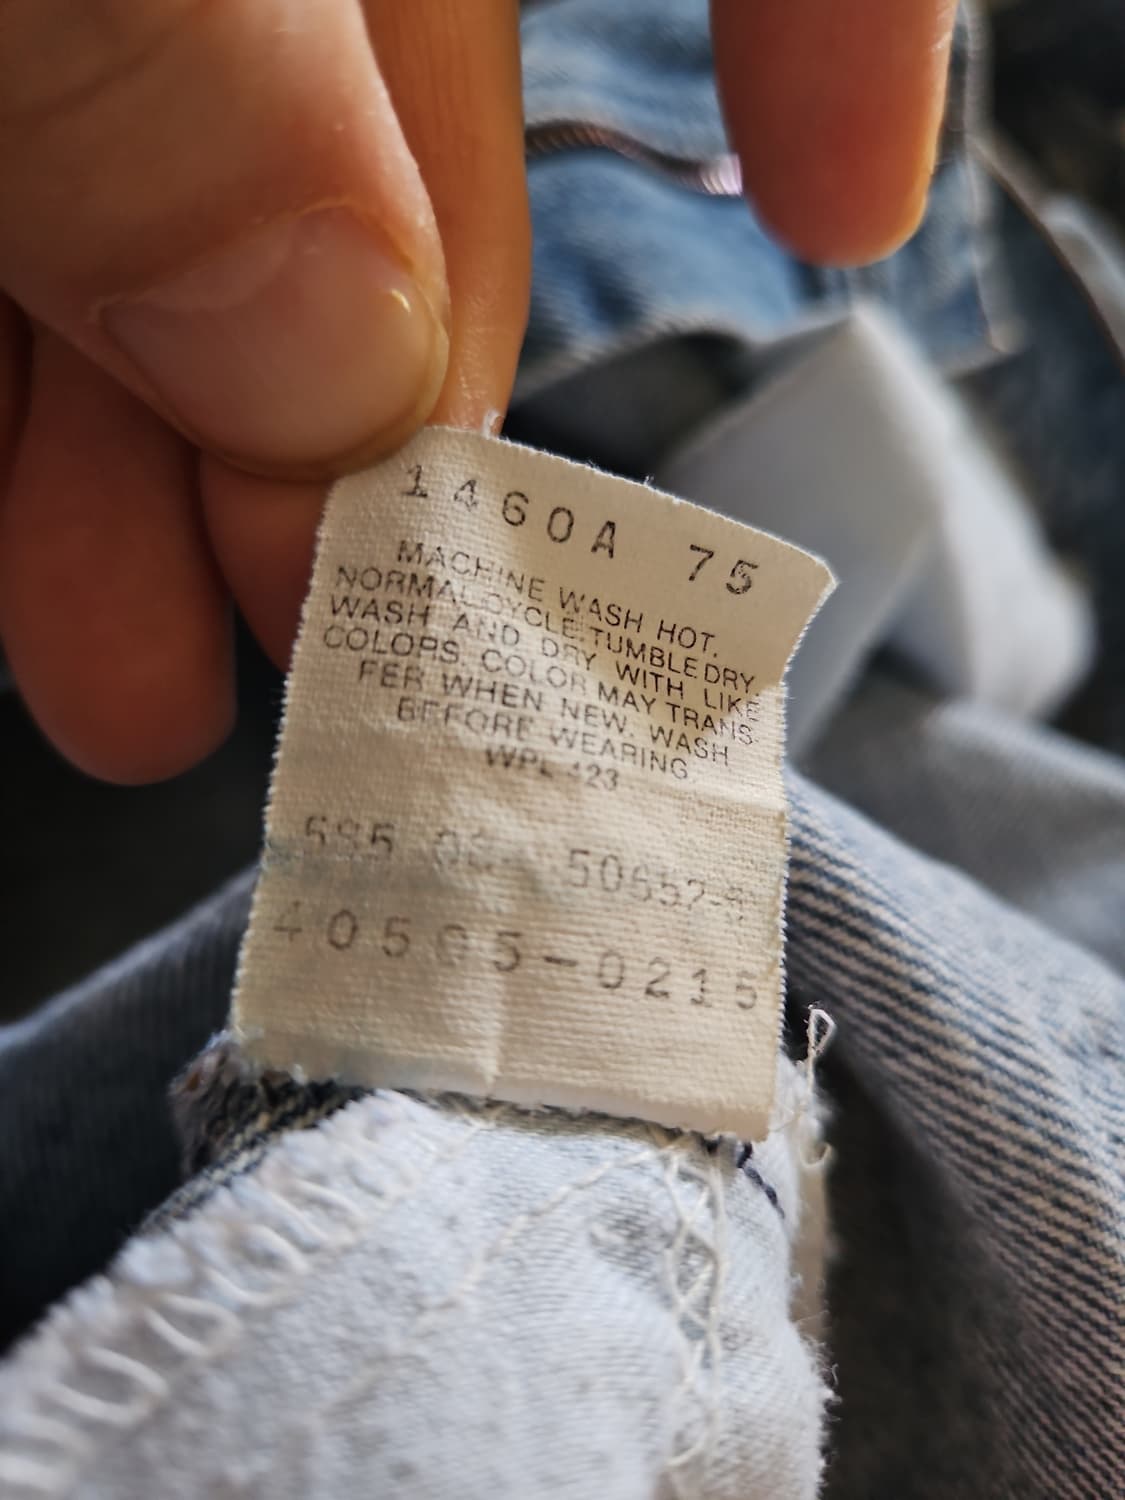 1460A 75
MACHINE WASH HOT.
NORMAL CYCLE. TUMBLE DRY
WASH AND DRY WITH LIKE
COLORS. COLOR MAY TRANS-
FER WHEN NEW. WASH
BEFORE WEARING
WPL 423
40505-0215